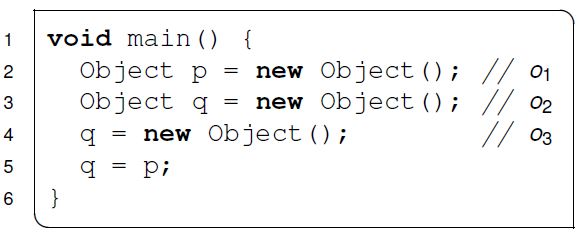 1 void main() {
2 Object p = new Object(); // o1
3 Object q = new Object(); // o2
4 q = new Object(); // o3
5 q = p;
6 }